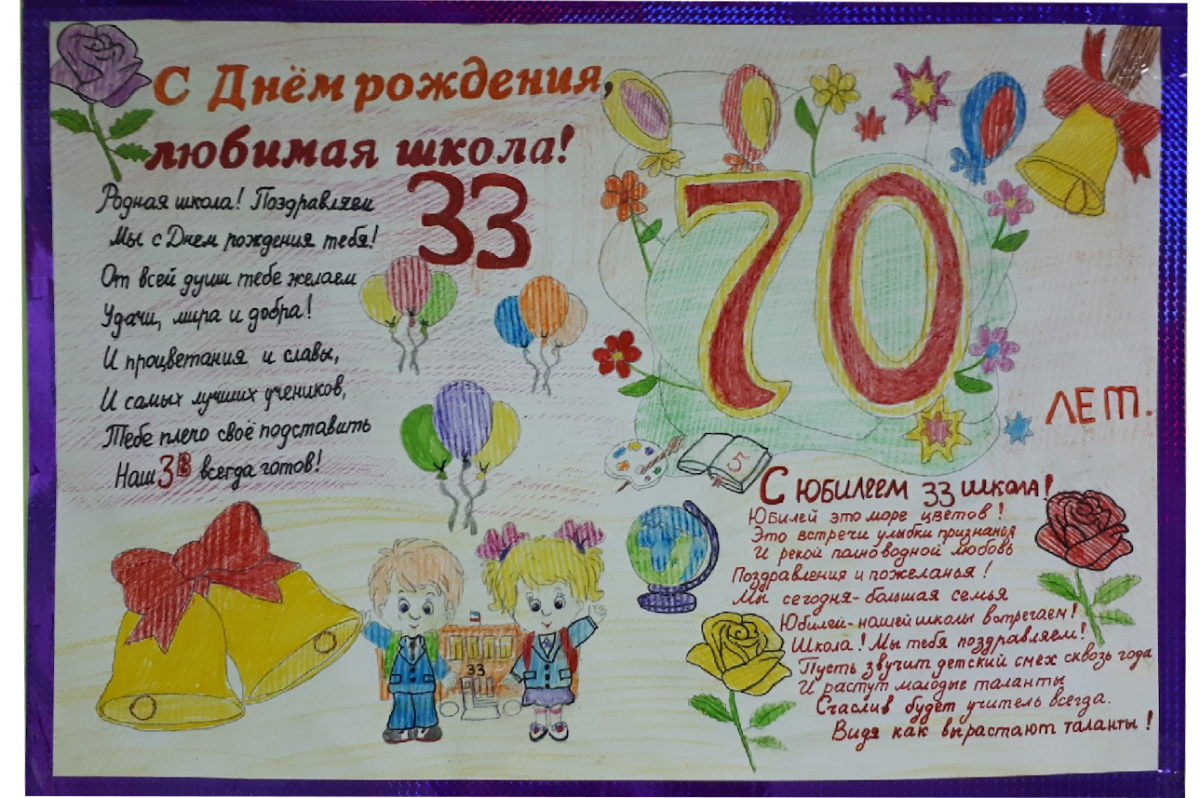 С Днём рождения,
любимая школа!
33
Родная школа! Поздравляем
Мы с Днем рождения тебя!
От всей души тебе желаем
Удачи, мира и добра!
И процветания и славы,
И самых лучших учеников,
Тебе плечо своё подставить
Наш 3В всегда готов!
70
ЛЕТ.
5
С ЮБИЛЕЕМ 33 ШКОЛА!
Юбилей это море цветов!
Это встречи улыбки признанья
И рекой полноводной любовь
Поздравления и пожеланья!
Мы сегодня - большая семья
Юбилей - нашей школы встречаем!
Школа! Мы тебя поздравляем!
Пусть звучит детский смех сквозь года
И растут молодые таланты
Счаслив будет учитель всегда.
Видя как вырастают таланты!
33